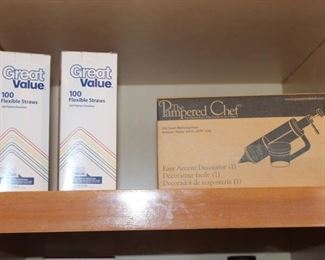 Great
Value
100
Flexible Straws
Great
Value
100
Flexible Straws
The
Pampered Chef
Easy Accent Decorator (1)
Décorateur facile (1)
Decorador de repostería (1)